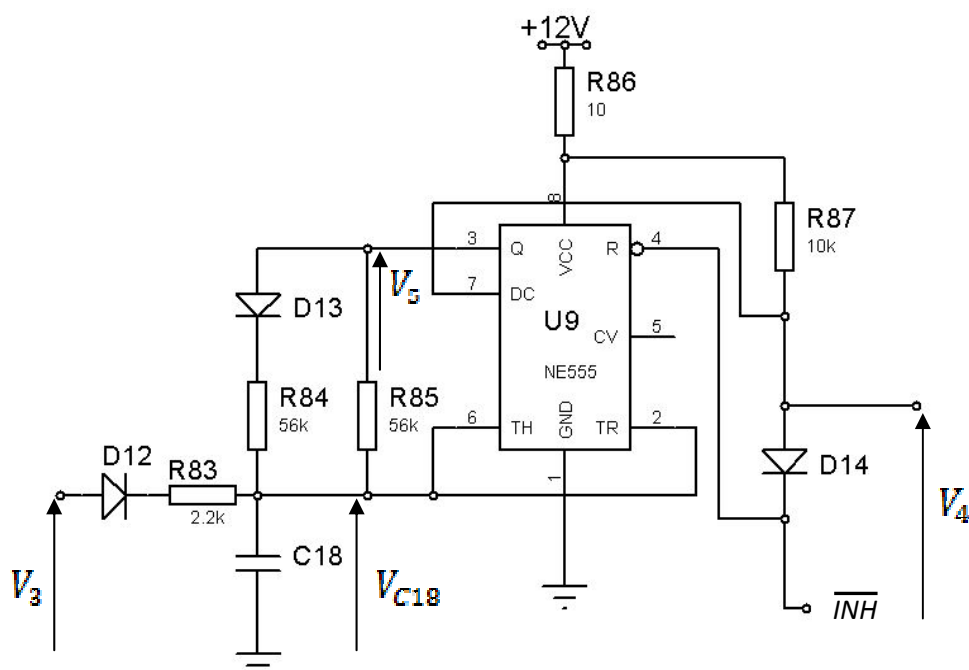 +12V
R86
10
8
R87
10k
3
Q
VCC
R
4
V₅
7
DC
D13
U9
CV
5
NE555
R84
56k
R85
56k
6
TH
GND
TR
2
D12
R83
2.2k
D14
1
V₄
C18
V₃
V_C18
INH